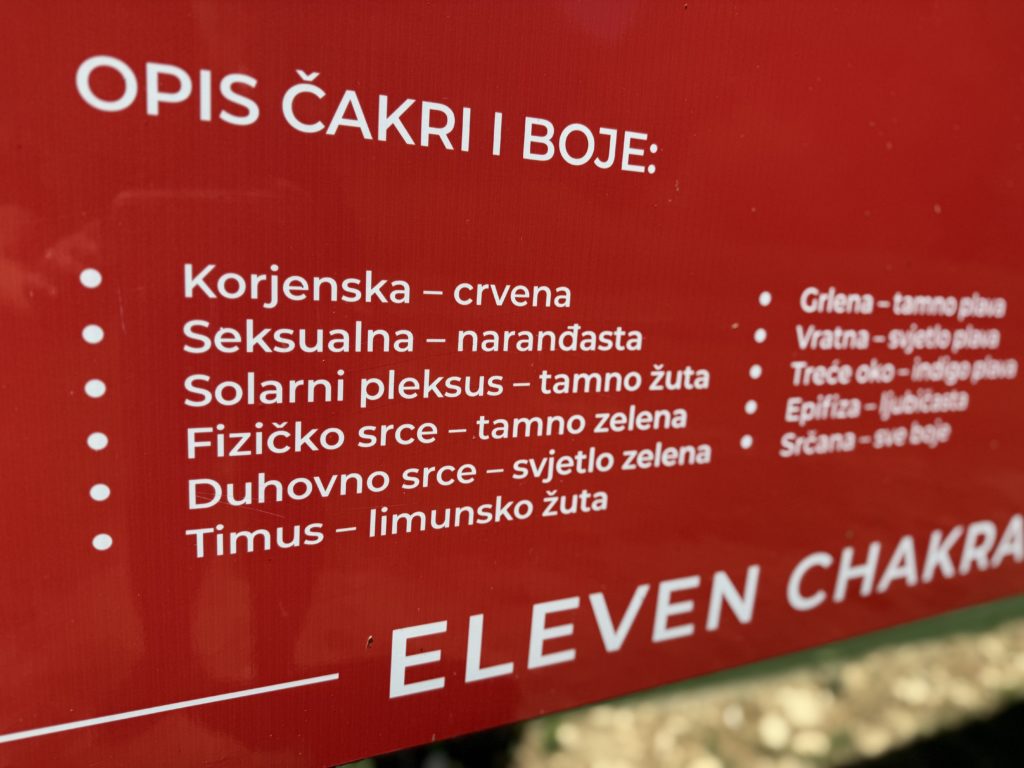 OPIS ČAKRI I BOJE:
• Korjenska – crvena
• Seksualna – naranđasta
• Solarni pleksus – tamno žuta
• Fizičko srce – tamno zelena
• Duhovno srce – svjetlo zelena
• Timus – limunsko žuta
• Grlena – tamno plava
• Vratna – svjetlo plava
• Treće oko – indigo plava
• Epifiza – ljubičasta
• Srčana – sve boje
ELEVEN CHAKRA